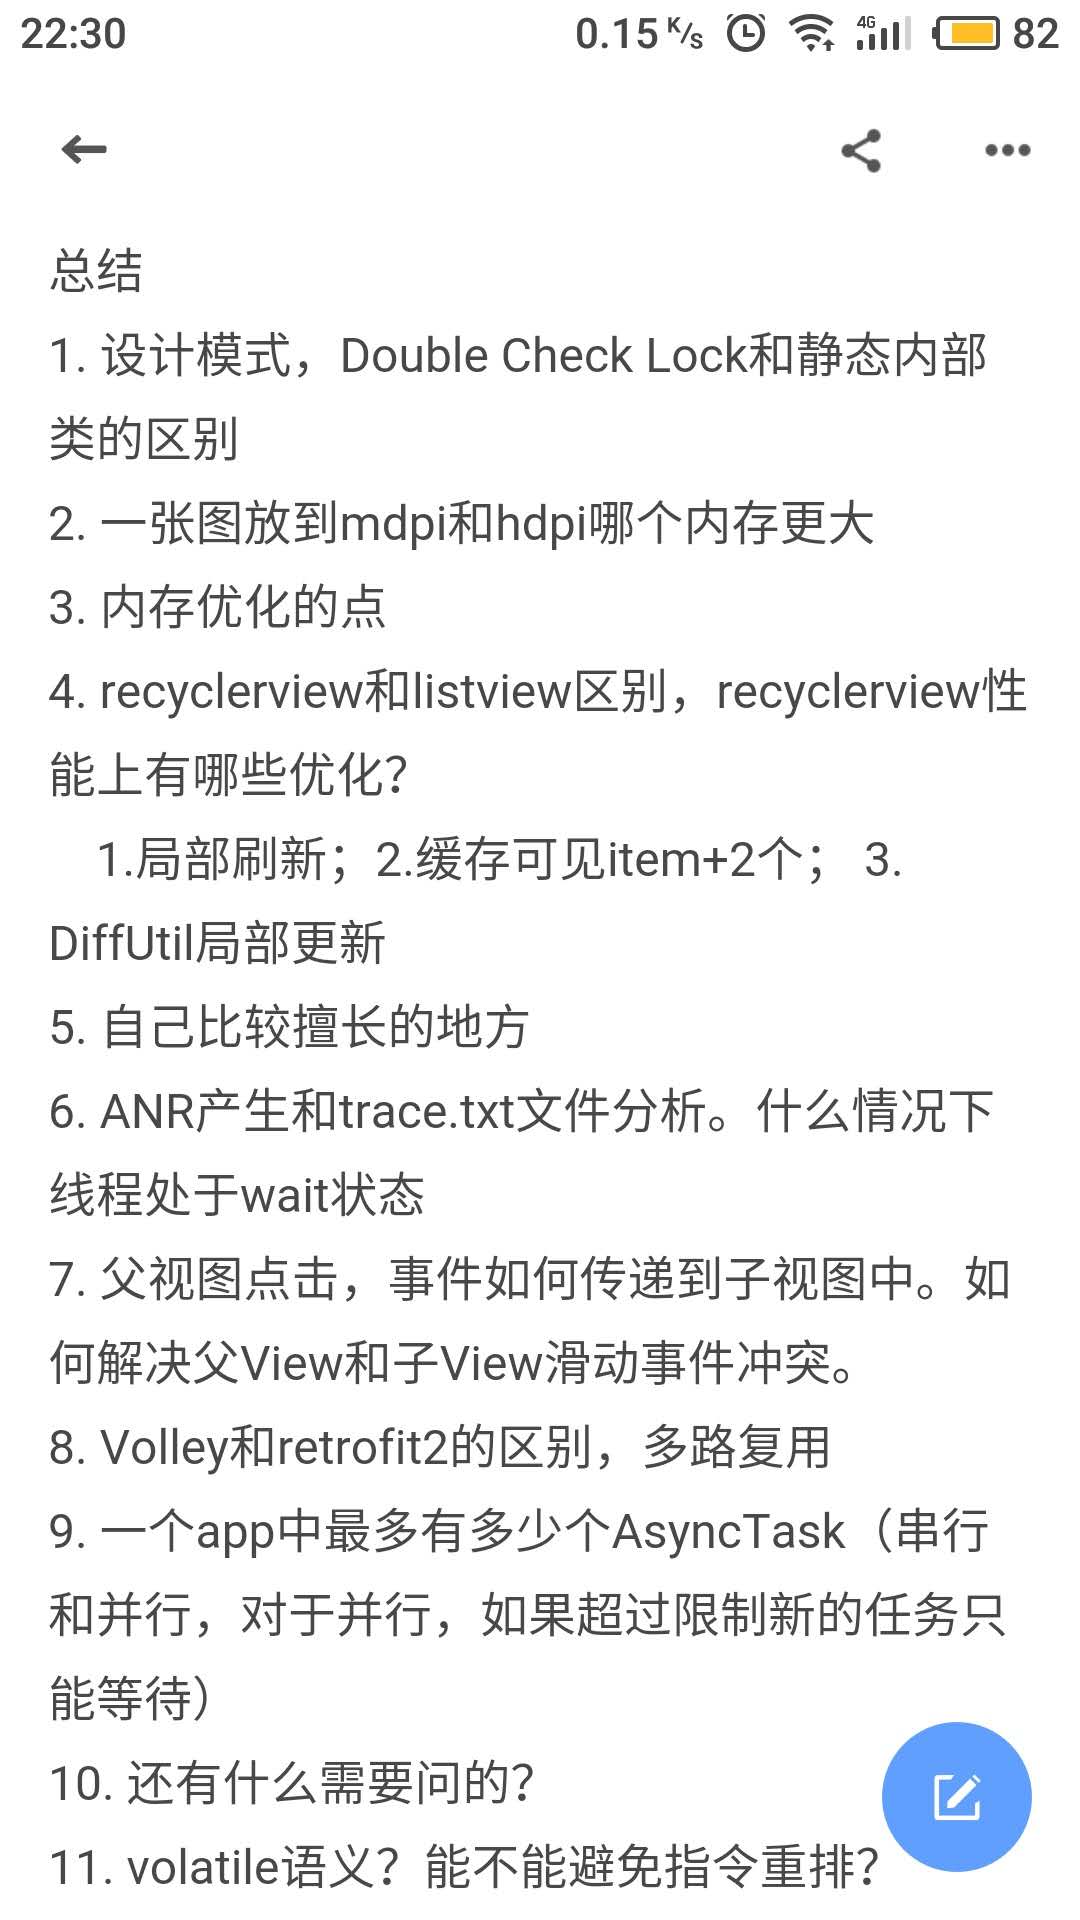 22:30 0.15 K/s 4G 82
总结
1. 设计模式，Double Check Lock和静态内部
类的区别
2. 一张图放到mdpi和hdpi哪个内存更大
3. 内存优化的点
4. recyclerview和listview区别，recyclerview性
能上有哪些优化？
1.局部刷新；2.缓存可见item+2个； 3.
DiffUtil局部更新
5. 自己比较擅长的地方
6. ANR产生和trace.txt文件分析。什么情况下
线程处于wait状态
7. 父视图点击，事件如何传递到子视图中。如
何解决父View和子View滑动事件冲突。
8. Volley和retrofit2的区别，多路复用
9. 一个app中最多有多少个AsyncTask（串行
和并行，对于并行，如果超过限制新的任务只
能等待）
10. 还有什么需要问的？
11. volatile语义？能不能避免指令重排？